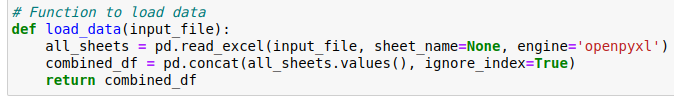 # Function to load data
def load_data(input_file):
    all_sheets = pd.read_excel(input_file, sheet_name=None, engine='openpyxl')
    combined_df = pd.concat(all_sheets.values(), ignore_index=True)
    return combined_df